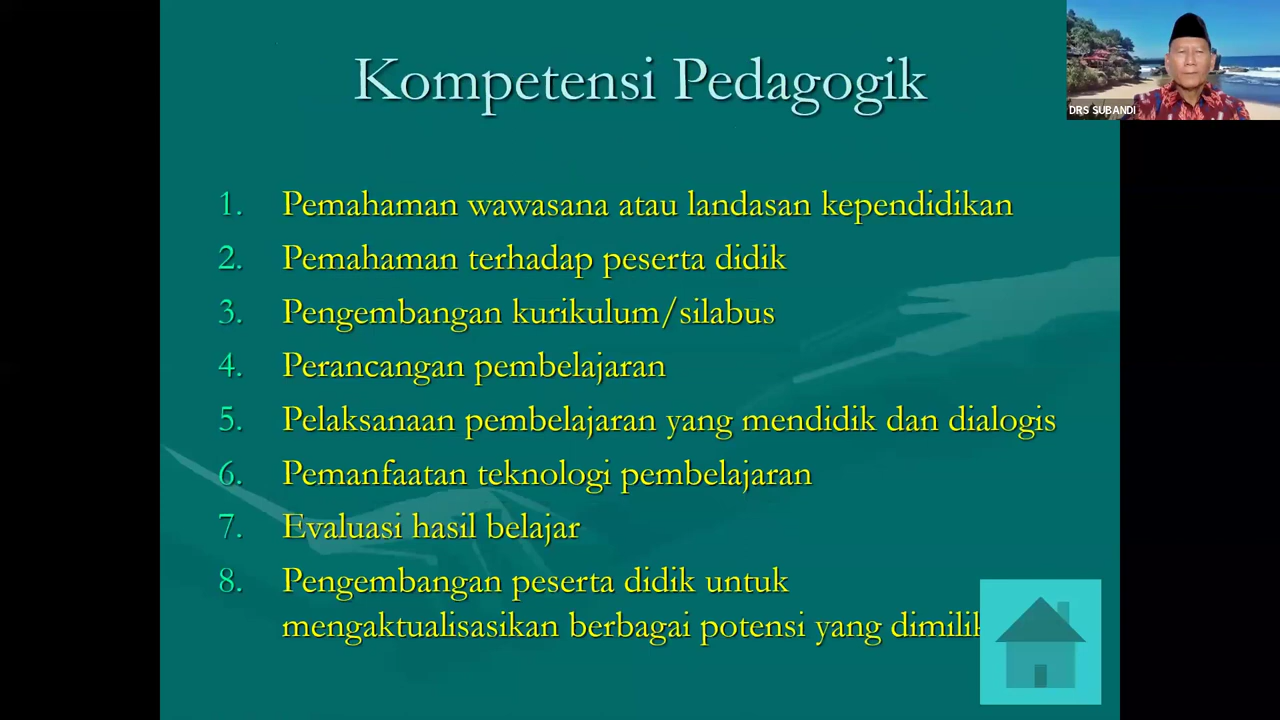 Kompetensi Pedagogik
DRS SUBANDI
1. Pemahaman wawasana atau landasan kependidikan
2. Pemahaman terhadap peserta didik
3. Pengembangan kurikulum/silabus
4. Perancangan pembelajaran
5. Pelaksanaan pembelajaran yang mendidik dan dialogis
6. Pemanfaatan teknologi pembelajaran
7. Evaluasi hasil belajar
8. Pengembangan peserta didik untuk
mengaktualisasikan berbagai potensi yang